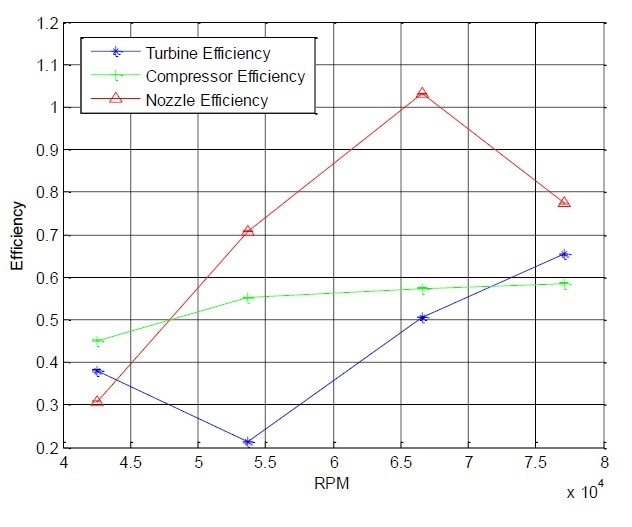 1.2
1.1
1
0.9
0.8
0.7
0.6
0.5
0.4
0.3
0.2
Efficiency
Turbine Efficiency
Compressor Efficiency
Nozzle Efficiency
4 4.5 5 5.5 6 6.5 7 7.5 8
RPM
x 10^4